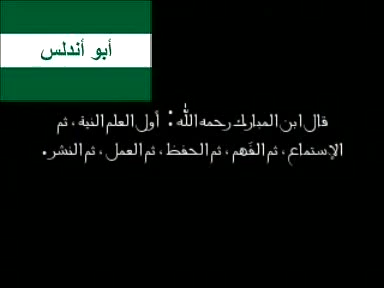 أبو أندلس
قال ابن المبارك رحمه الله : أول العلم النية ، ثم
الإستماع ، ثم الفهم ، ثم الحفظ ، ثم العمل ، ثم النشر .